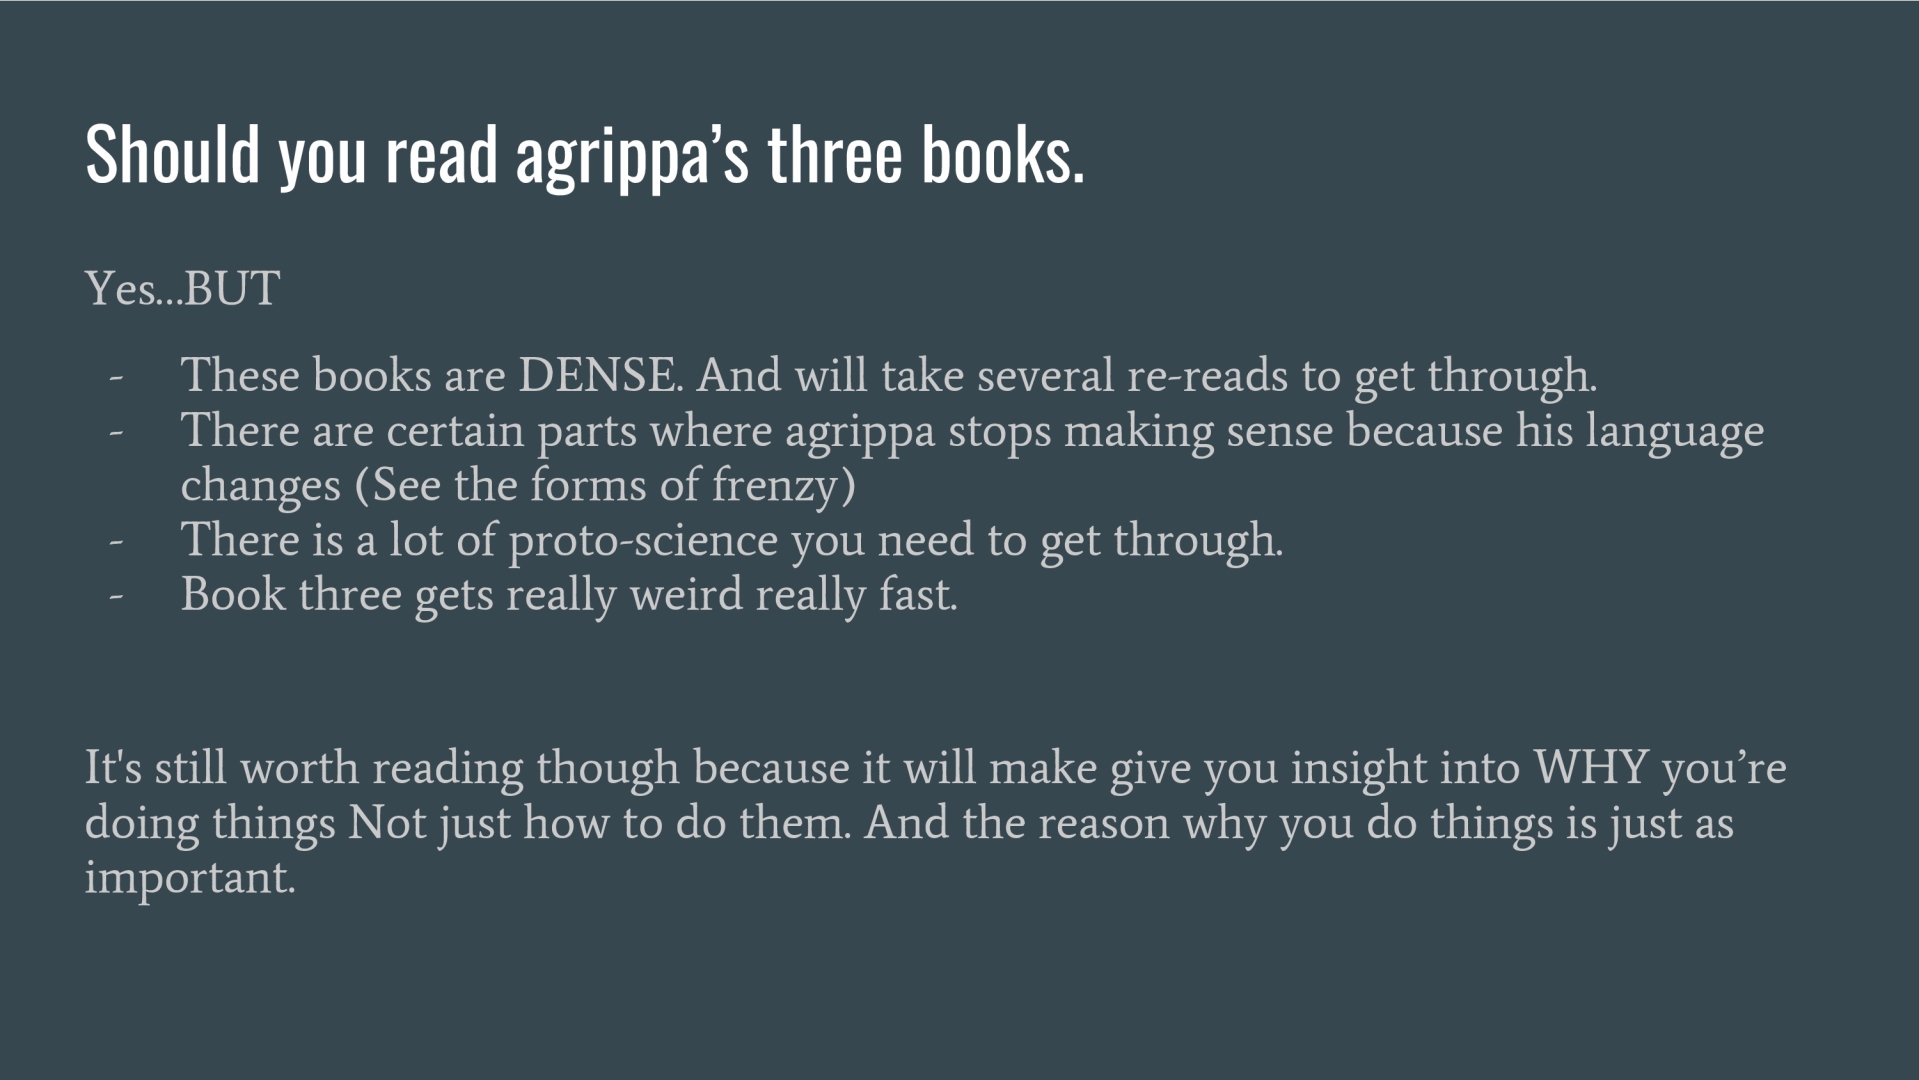 Should you read agrippa’s three books.
Yes...BUT
- These books are DENSE. And will take several re-reads to get through.
- There are certain parts where agrippa stops making sense because his language
changes (See the forms of frenzy)
- There is a lot of proto-science you need to get through.
- Book three gets really weird really fast.
It's still worth reading though because it will make give you insight into WHY you’re
doing things Not just how to do them. And the reason why you do things is just as
important.